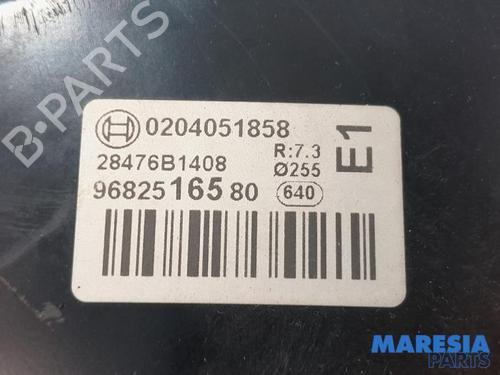 B-PARTS
0204051858
28476B1408
R:7.3
Ø255
E1
96825 165 80
640
MARESIA
PARTS